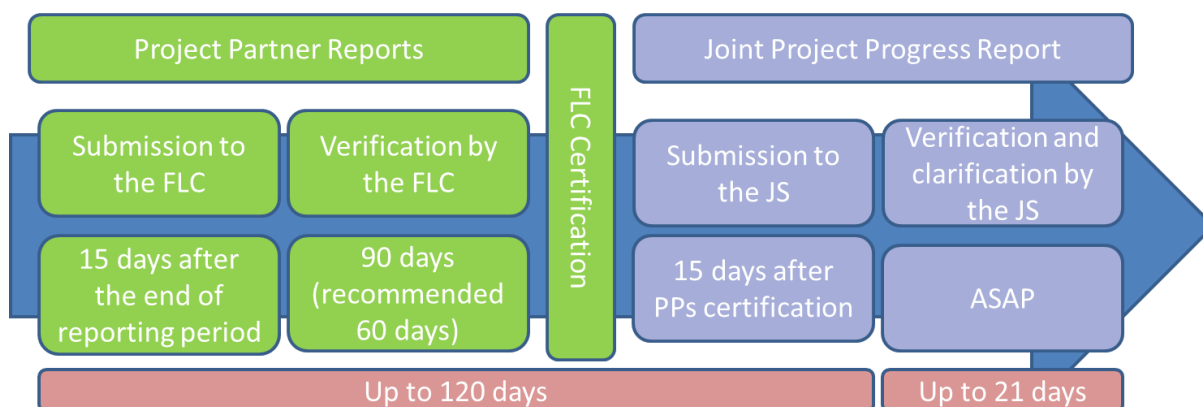 Project Partner Reports
FLC Certification
Joint Project Progress Report
Submission to
the FLC
Verification by
the FLC
Submission to
the JS
Verification and
clarification by
the JS
15 days after
the end of
reporting period
90 days
(recommended
60 days)
15 days after
PPs certification
ASAP
Up to 120 days
Up to 21 days